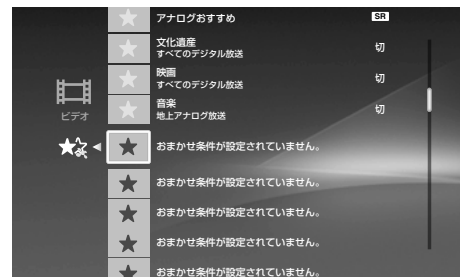 アナログおすすめ SR
文化遺産
すべてのデジタル放送 切
映画
すべてのデジタル放送 切
音楽
地上アナログ放送 切
ビデオ
おまかせ条件が設定されていません。
おまかせ条件が設定されていません。
おまかせ条件が設定されていません。
おまかせ条件が設定されていません。
おまかせ条件が設定されていません。